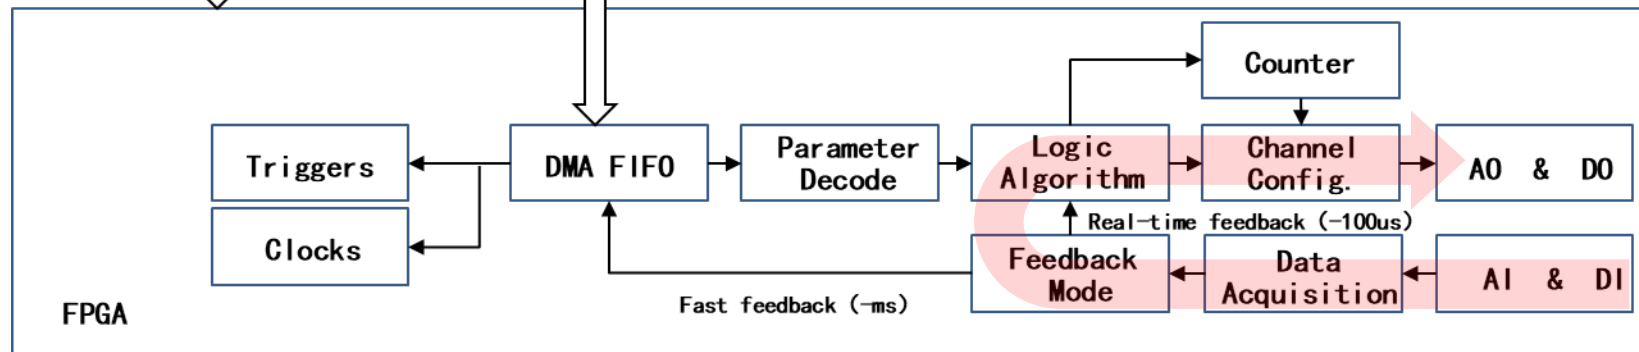 Counter
Triggers
DMA FIFO
Parameter
Decode
Logic
Algorithm
Channel
Config.
AO & DO
Real-time feedback (-100us)
Clocks
Feedback
Mode
Data
Acquisition
AI & DI
Fast feedback (-ms)
FPGA